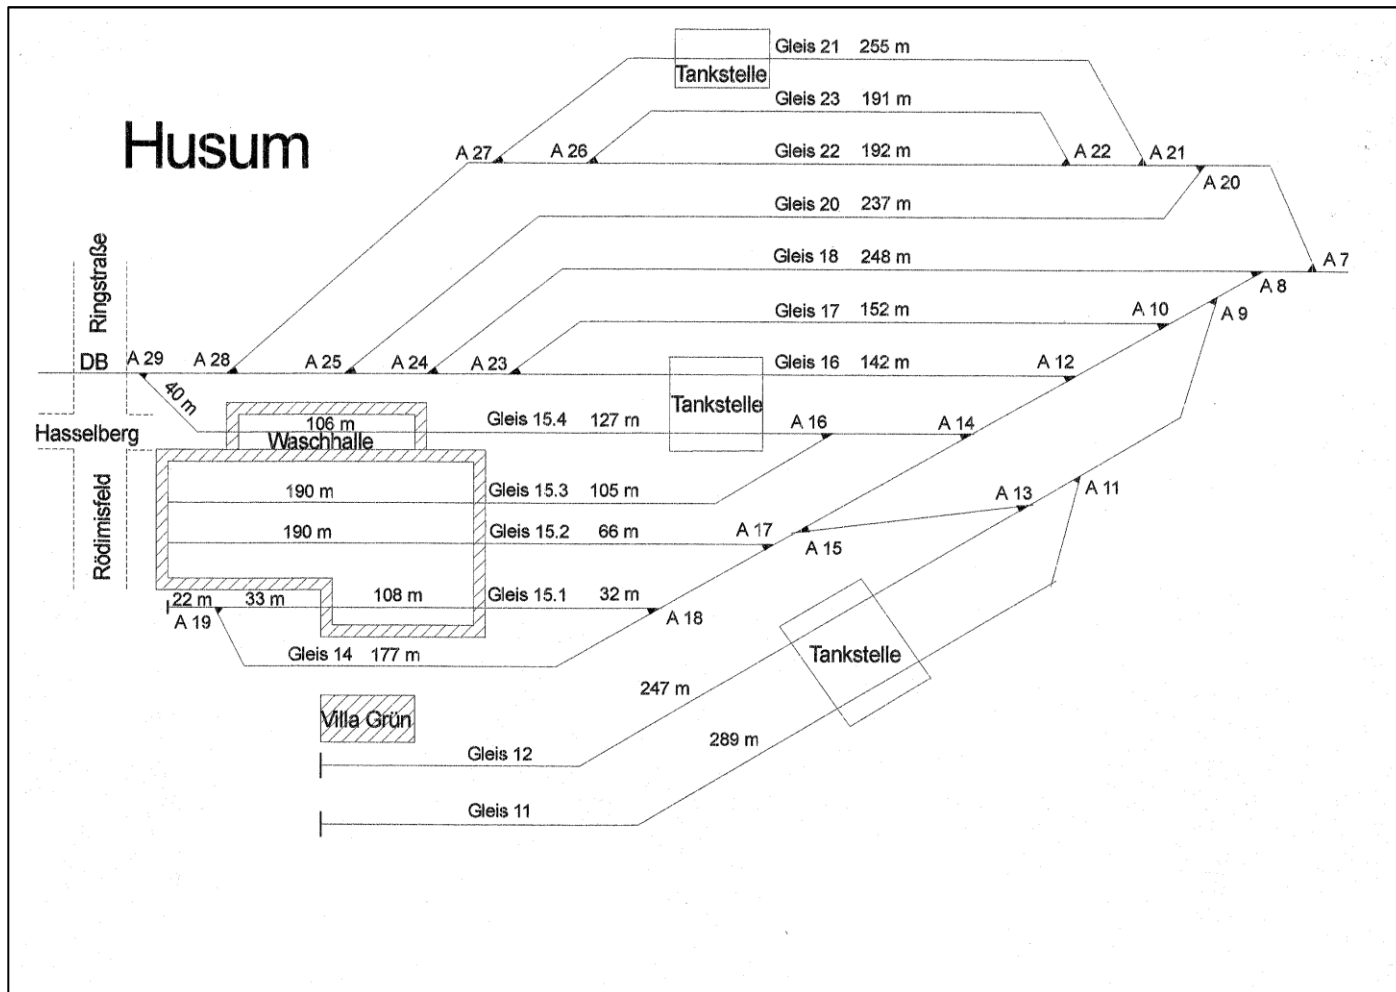 Gleis 21 255 m
Tankstelle
Gleis 23 191 m
Husum
A 27 A 26 Gleis 22 192 m A 22 A 21
A 20
Gleis 20 237 m
Ringstraße
Gleis 18 248 m A 7
A 8
Gleis 17 152 m A 10 A 9
DB A 29 A 28 A 25 A 24 A 23 Gleis 16 142 m A 12
40 m
Tankstelle
106 m Gleis 15.4 127 m A 16 A 14
Hasselberg Waschhalle
Rödimisfeld
190 m Gleis 15.3 105 m A 13 A 11
190 m Gleis 15.2 66 m A 17 A 15
22 m 33 m 108 m Gleis 15.1 32 m
A 19 A 18
Gleis 14 177 m Tankstelle
247 m
Villa Grün
289 m
Gleis 12
Gleis 11